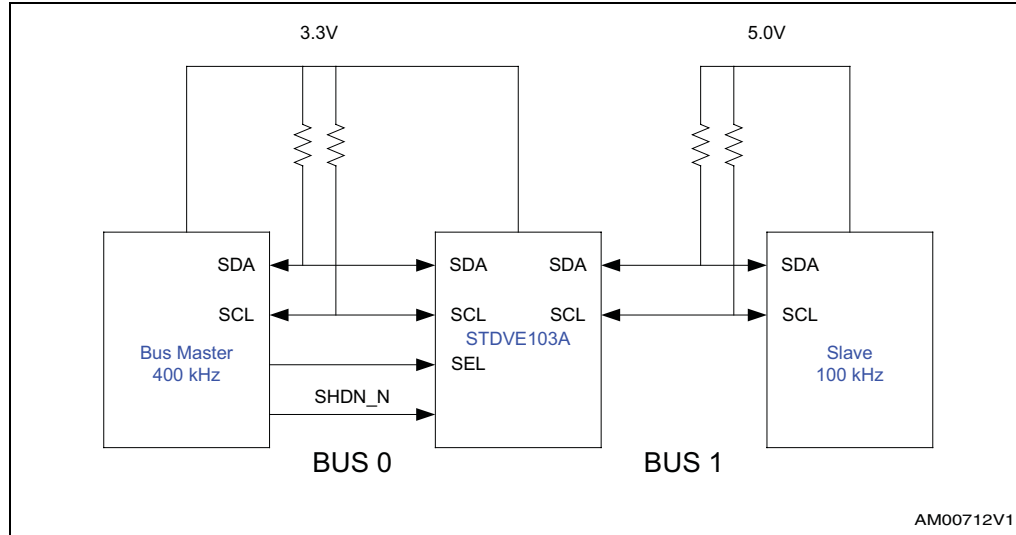 3.3V
5.0V
SDA
SDA
SDA
SDA
SCL
SCL
SCL
SCL
STDVE103A
Bus Master
400 kHz
SEL
Slave
100 kHz
SHDN_N
BUS 0
BUS 1
AM00712V1